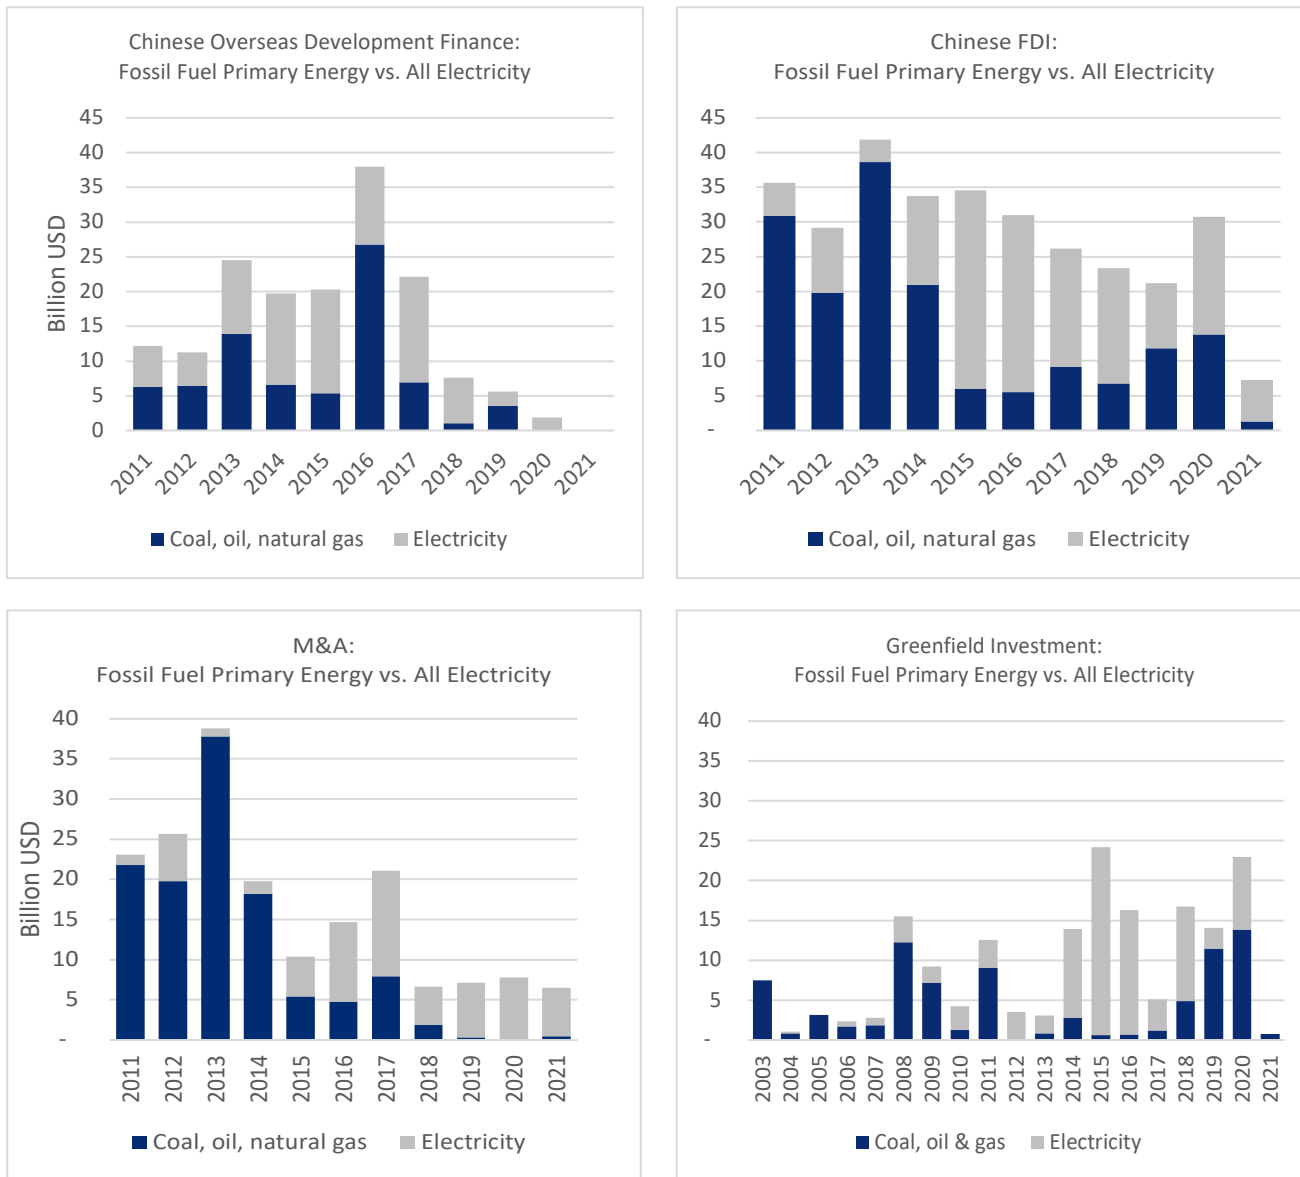 Chinese Overseas Development Finance:
Fossil Fuel Primary Energy vs. All Electricity
Billion USD
45
40
35
30
25
20
15
10
5
0
2011 2012 2013 2014 2015 2016 2017 2018 2019 2020 2021
Coal, oil, natural gas Electricity
Chinese FDI:
Fossil Fuel Primary Energy vs. All Electricity
45
40
35
30
25
20
15
10
5
-
2011 2012 2013 2014 2015 2016 2017 2018 2019 2020 2021
Coal, oil, natural gas Electricity
M&A:
Fossil Fuel Primary Energy vs. All Electricity
Billion USD
40
35
30
25
20
15
10
5
-
2011 2012 2013 2014 2015 2016 2017 2018 2019 2020 2021
Coal, oil, natural gas Electricity
Greenfield Investment:
Fossil Fuel Primary Energy vs. All Electricity
40
35
30
25
20
15
10
5
-
2003 2004 2005 2006 2007 2008 2009 2010 2011 2012 2013 2014 2015 2016 2017 2018 2019 2020 2021
Coal, oil & gas Electricity